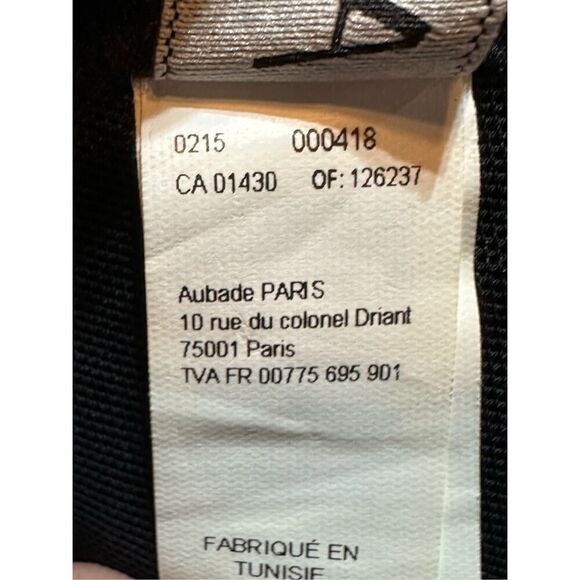 A
0215 000418
CA 01430 OF: 126237
Aubade PARIS
10 rue du colonel Driant
75001 Paris
TVA FR 00775 695 901
FABRIQUÉ EN
TUNISIE